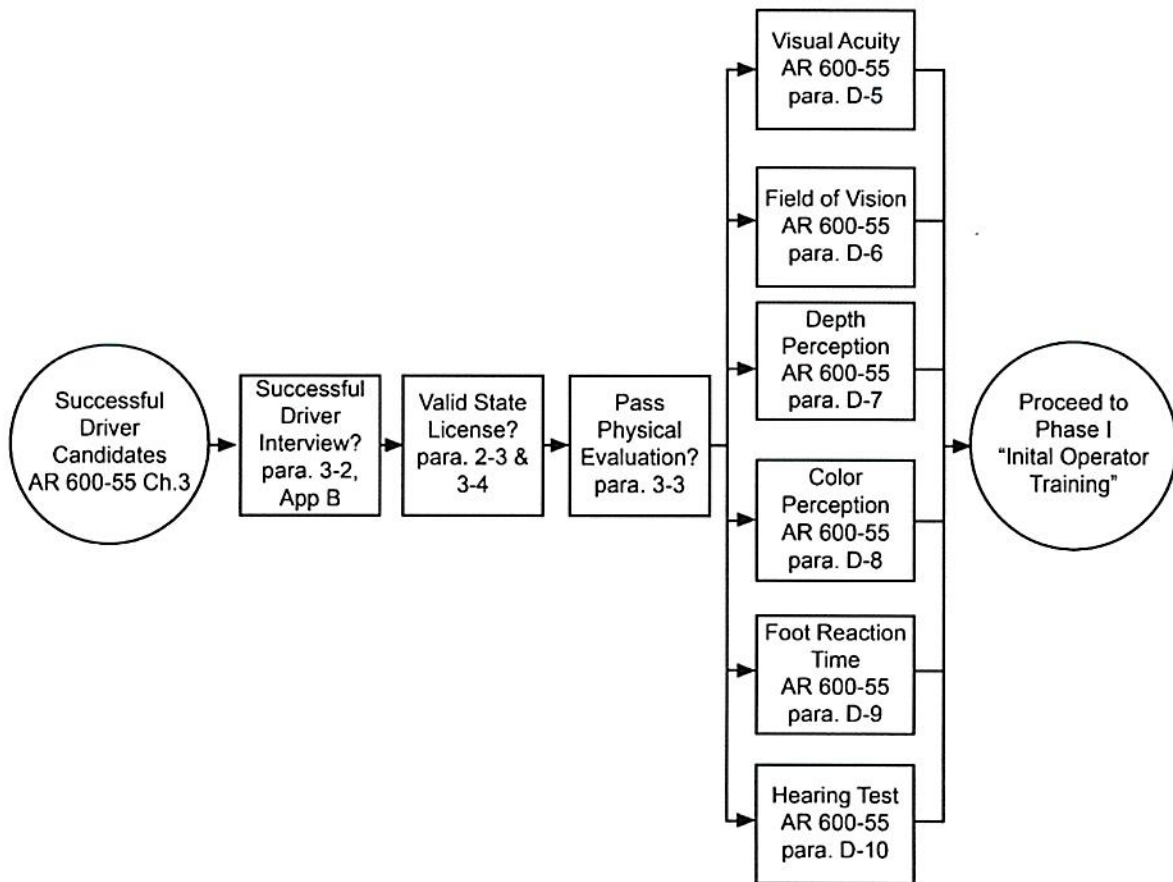 Successful
Driver
Candidates
AR 600-55 Ch.3
Successful
Driver
Interview?
para. 3-2,
App B
Valid State
License?
para. 2-3 &
3-4
Pass
Physical
Evaluation?
para. 3-3
Visual Acuity
AR 600-55
para. D-5
Field of Vision
AR 600-55
para. D-6
Depth
Perception
AR 600-55
para. D-7
Color
Perception
AR 600-55
para. D-8
Foot Reaction
Time
AR 600-55
para. D-9
Hearing Test
AR 600-55
para. D-10
Proceed to
Phase I
“Inital Operator
Training”